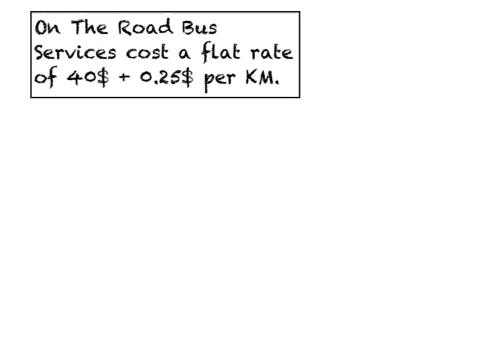 On The Road Bus
Services cost a flat rate
of 40$ + 0.25$ per KM.